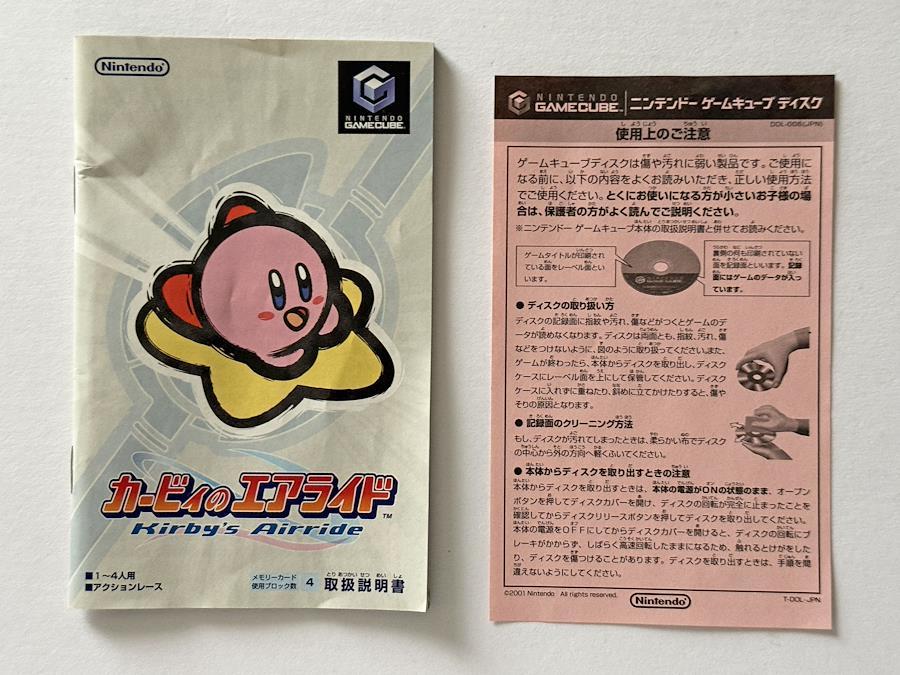 Nintendo
NINTENDO
GAMECUBE™
カービィの エアライド™
Kirby's Airride
■1〜4人用
■アクションレース
メモリーカード
使用ブロック数
4
とりあつかいせつめいしょ
取扱説明書
NINTENDO
GAMECUBE™
ニンテンドー ゲームキューブ ディスク
DOL-006(JPN)
しようじょう ちゅうい
使用上のご注意
ゲームキューブディスクは傷や汚れに弱い製品です。ご使用に
なる前に、以下の内容をよくお読みいただき、正しい使用方法
でご使用ください。とくにお使いになる方が小さいお子様の場
合は、保護者の方がよく読んでご説明ください。
※ニンテンドー ゲームキューブ本体の取扱説明書と併せてお読みください。
ゲームタイトルが印刷され
ている面をレーベル面とい
います。
裏側の何も印刷されていない
面を記録面といいます。記録
面にはゲームのデータが入っ
ています。
● ディスクの取り扱い方
ディスクの記録面に指紋や汚れ、傷などがつくとゲームのデ
ータが読めなくなります。ディスクは両面とも、指紋、汚れ、傷
などをつけないように、図のように取り扱ってください。また、
ゲームが終わったら、本体からディスクを取り出し、ディスク
ケースにレーベル面を上にして保管してください。ディスク
ケースに入れずに重ねたり、斜めに立てかけたりすると、傷や
そりの原因となります。
● 記録面のクリーニング方法
もし、ディスクが汚れてしまったときは、柔らかい布でディスク
の中心から外の方向へ軽くふいてください。
● 本体からディスクを取り出すときの注意
本体からディスクを取り出すときは、本体の電源がONの状態のまま、オープン
ボタンを押してディスクカバーを開け、ディスクの回転が完全に止まったことを
確認してからディスクリリースボタンを押してディスクを取り出してください。
本体の電源をOFFにしてからディスクカバーを開けると、ディスクの回転にブ
レーキがかからず、しばらく高速回転したままになるため、触れるとけがをした
り、ディスクを傷つけることがあります。ディスクを取り出すときは、手順を間
違えないようにしてください。
©2001 Nintendo All rights reserved.
Nintendo
T-DOL-JPN